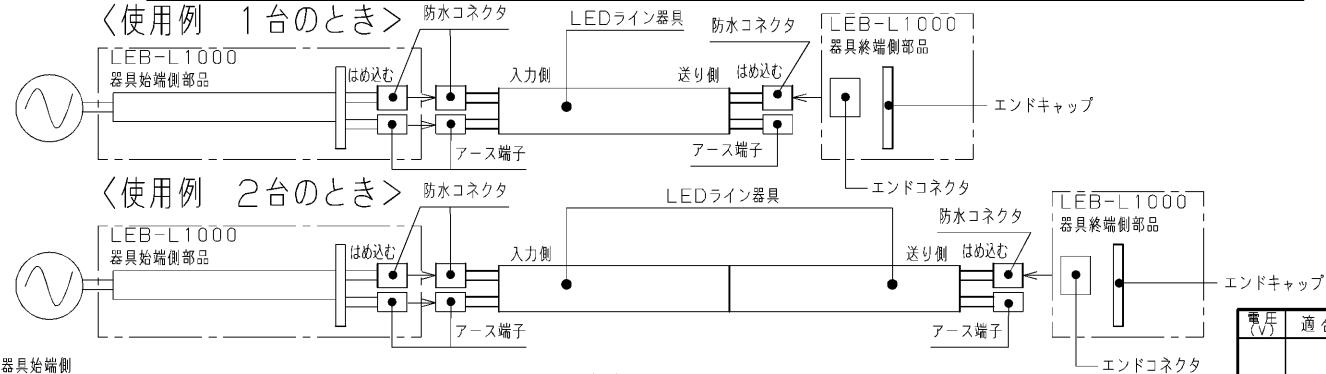 〈使用例 1台のとき〉
防水コネクタ
LEDライン器具
防水コネクタ
LEB-L1000
器具終端側部品
LEB-L1000
器具始端側部品
はめ込む
入力側
送り側
はめ込む
エンドキャップ
アース端子
アース端子
エンドコネクタ
〈使用例 2台のとき〉
防水コネクタ
LEDライン器具
防水コネクタ
LEB-L1000
器具終端側部品
LEB-L1000
器具始端側部品
はめ込む
入力側
送り側
はめ込む
エンドキャップ
アース端子
アース端子
エンドコネクタ
電圧
(V)
適合
器具始端側